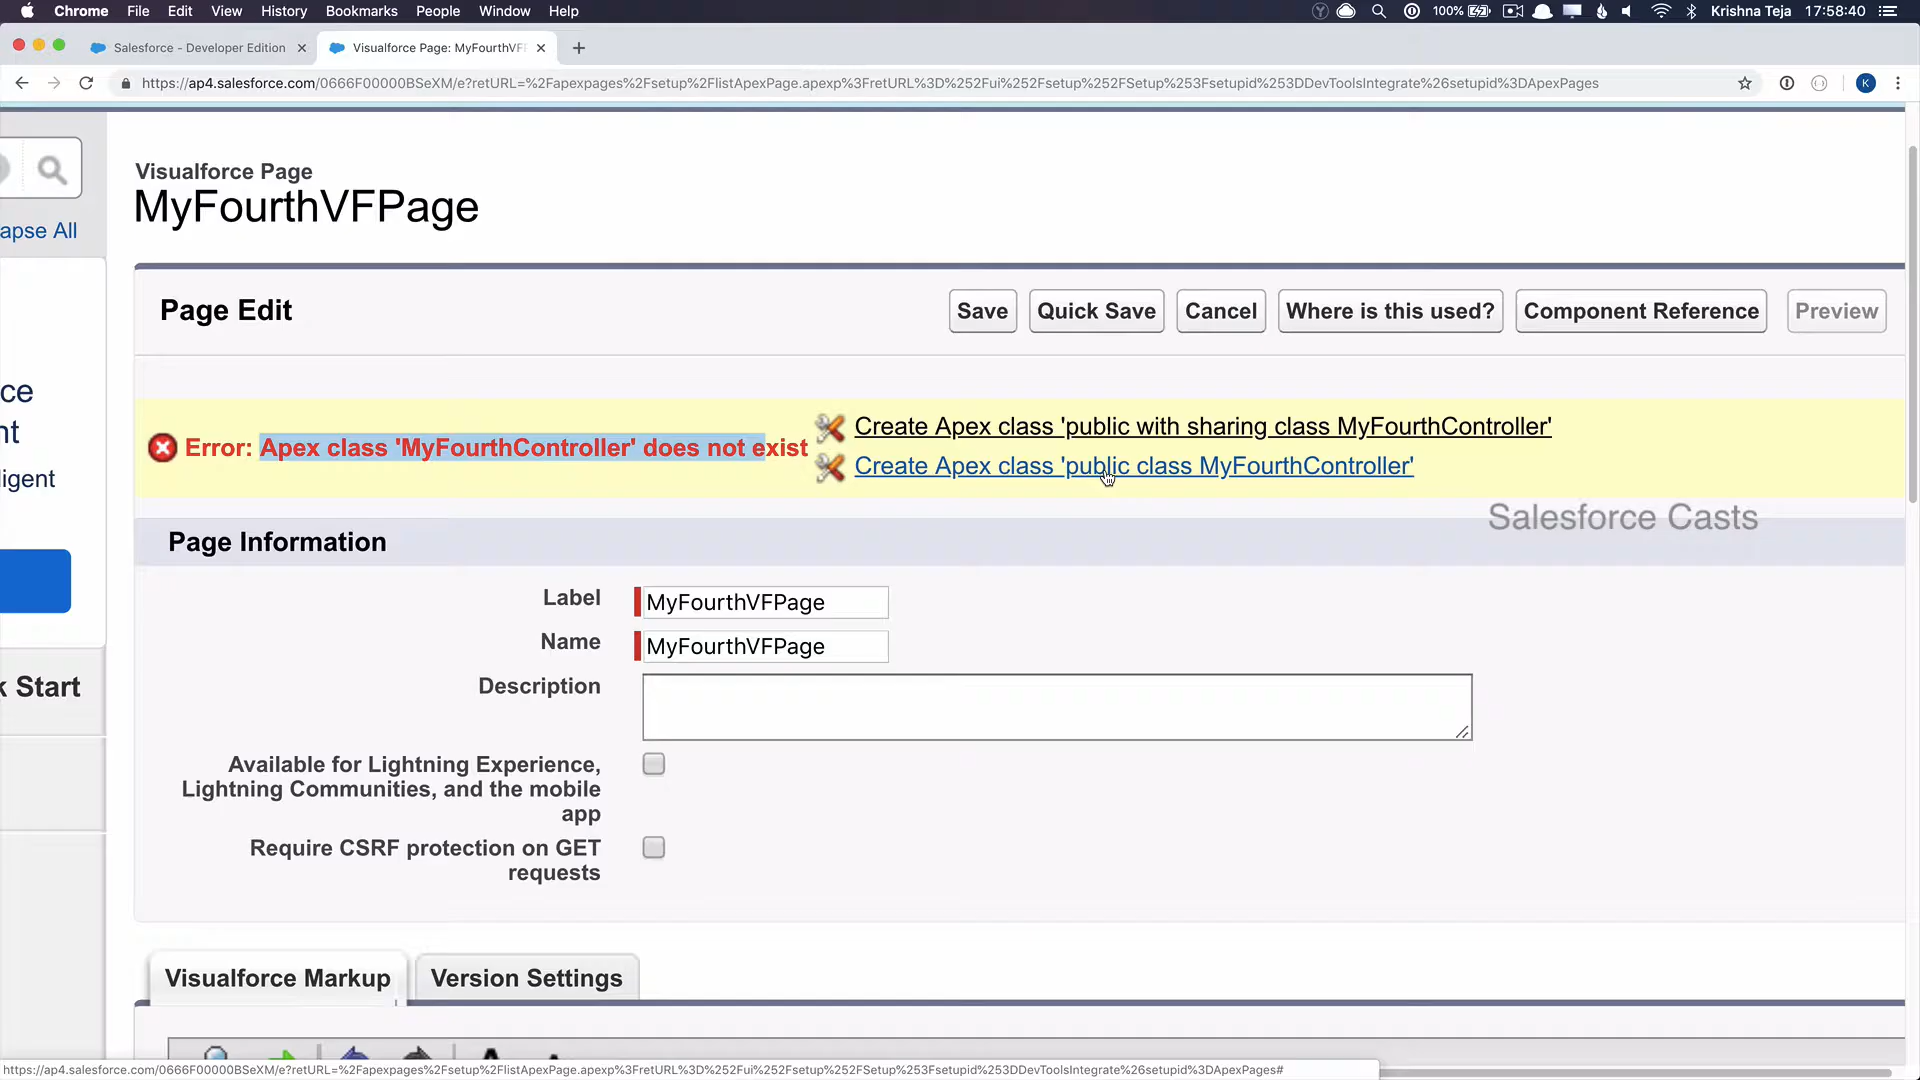 Chrome File Edit View History Bookmarks People Window Help 100% Krishna Teja 17:58:40
Salesforce - Developer Edition Visualforce Page: MyFourthVF
https://ap4.salesforce.com/0666F00000BSeXM/e?retURL=%2Fapexpages%2Fsetup%2FlistApexPage.apexp%3FretURL%3D%252Fui%252Fsetup%252FSetup%253Fsetupid%253DDevToolsIntegrate%26setupid%3DApexPages K
Visualforce Page
MyFourthVFPage
apse All
Page Edit Save Quick Save Cancel Where is this used? Component Reference Preview
Error: Apex class 'MyFourthController' does not exist
Create Apex class 'public with sharing class MyFourthController'
Create Apex class 'public class MyFourthController'
ce
nt
ligent
Salesforce Casts
Page Information
Label MyFourthVFPage
Name MyFourthVFPage
Description
k Start
Available for Lightning Experience,
Lightning Communities, and the mobile
app
Require CSRF protection on GET
requests
Visualforce Markup Version Settings
https://ap4.salesforce.com/0666F00000BSeXM/e?retURL=%2Fapexpages%2Fsetup%2FlistApexPage.apexp%3FretURL%3D%252Fui%252Fsetup%252FSetup%253Fsetupid%253DDevToolsIntegrate%26setupid%3DApexPages#